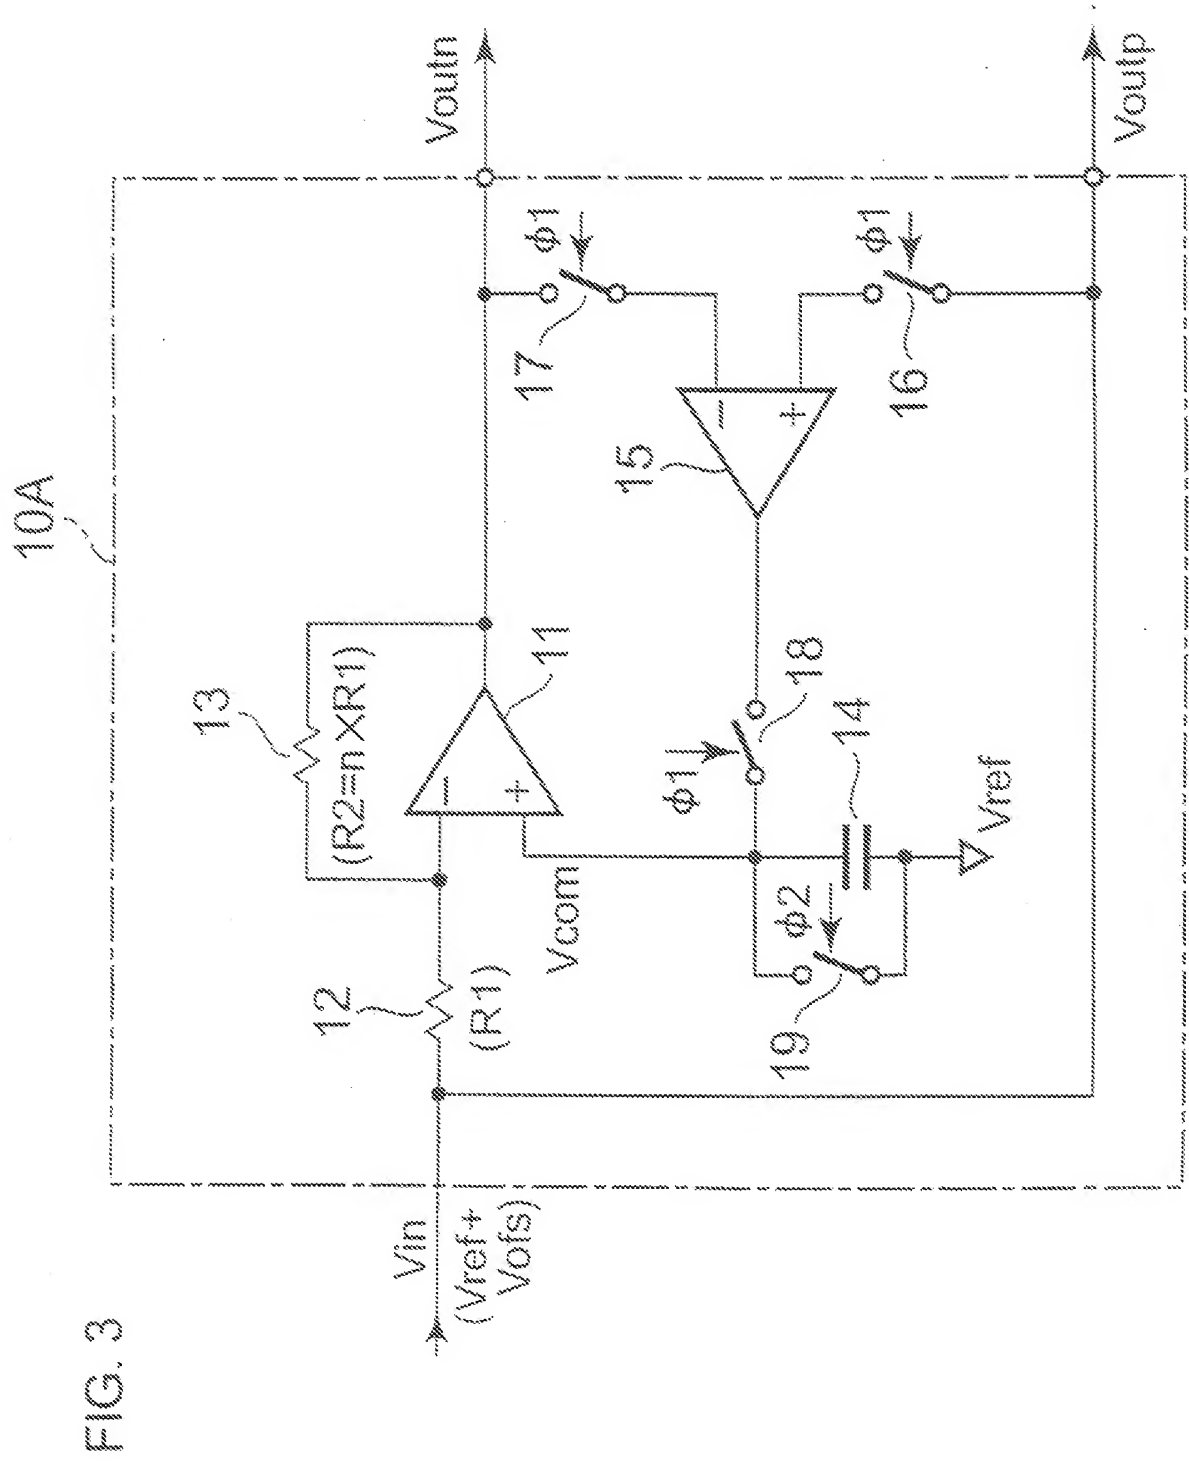 FIG. 3
10A
Vin
(Vref+
Vofs)
12
(R1)
13
(R2=n×R1)
−
+
11
Vcom
Voutn
17
ϕ1
15
−
+
16
ϕ1
ϕ1
18
14
ϕ2
19
Vref
Voutp